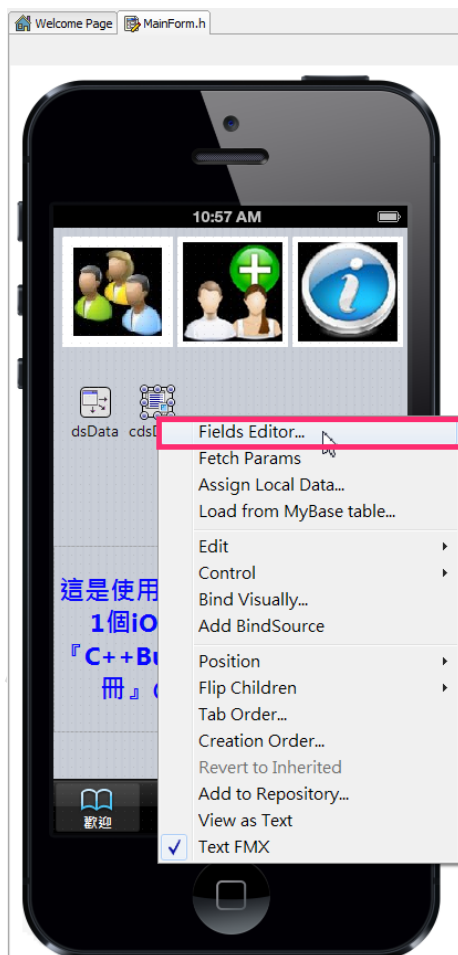 Welcome Page
MainForm.h
10:57 AM
dsData
cdsD
Fields Editor...
Fetch Params
Assign Local Data...
Load from MyBase table...
Edit
Control
Bind Visually...
Add BindSource
Position
Flip Children
Tab Order...
Creation Order...
Revert to Inherited
Add to Repository...
View as Text
Text FMX
這是使用
1個iO
『C++Bu
冊』
歡迎